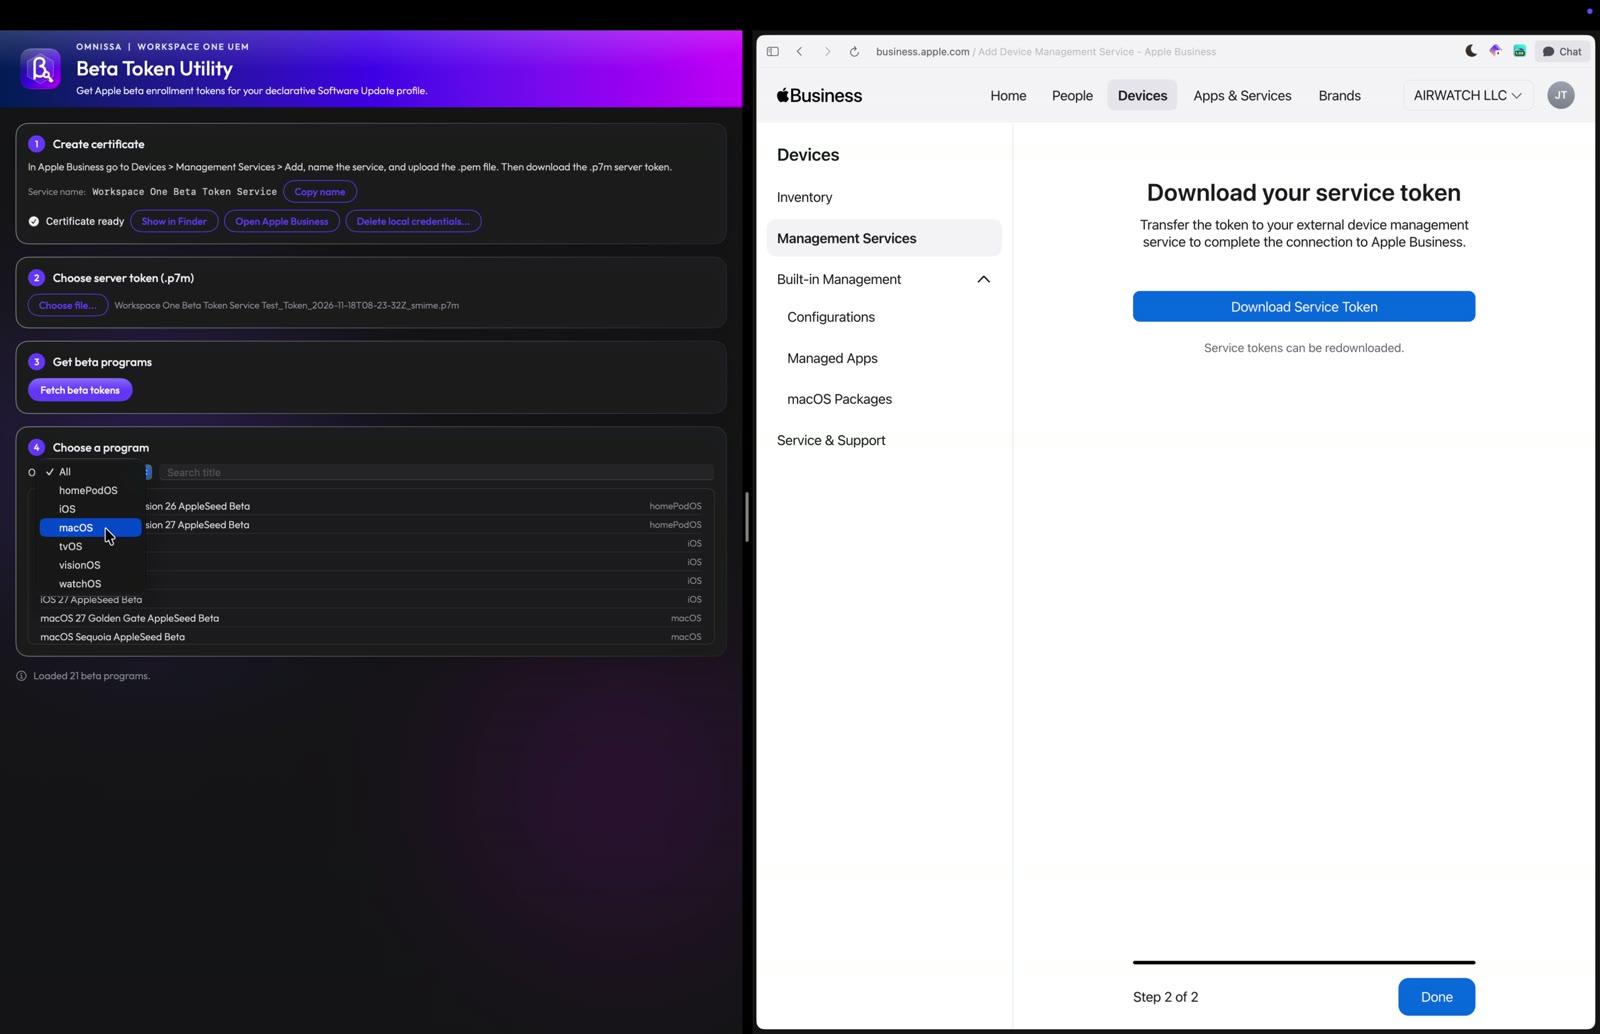 OMNISSA | WORKSPACE ONE UEM
Beta Token Utility
Get Apple beta enrollment tokens for your declarative Software Update profile.
1 Create certificate
In Apple Business go to Devices > Management Services > Add, name the service, and upload the .pem file. Then download the .p7m server token.
Service name: Workspace One Beta Token Service Copy name
Certificate ready Show in Finder Open Apple Business Delete local credentials...
2 Choose server token (.p7m)
Choose file... Workspace One Beta Token Service Test_Token_2026-11-18T08-23-32Z_smime.p7m
3 Get beta programs
Fetch beta tokens
4 Choose a program
O
All
homePodOS
iOS
macOS
tvOS
visionOS
watchOS
Search title
sion 26 AppleSeed Beta homePodOS
sion 27 AppleSeed Beta homePodOS
iOS
iOS
iOS
iOS 27 AppleSeed Beta iOS
macOS 27 Golden Gate AppleSeed Beta macOS
macOS Sequoia AppleSeed Beta macOS
Loaded 21 beta programs.
business.apple.com / Add Device Management Service - Apple Business
Chat
Business
Home
People
Devices
Apps & Services
Brands
AIRWATCH LLC
JT
Devices
Inventory
Management Services
Built-in Management
Configurations
Managed Apps
macOS Packages
Service & Support
Download your service token
Transfer the token to your external device management
service to complete the connection to Apple Business.
Download Service Token
Service tokens can be redownloaded.
Step 2 of 2
Done